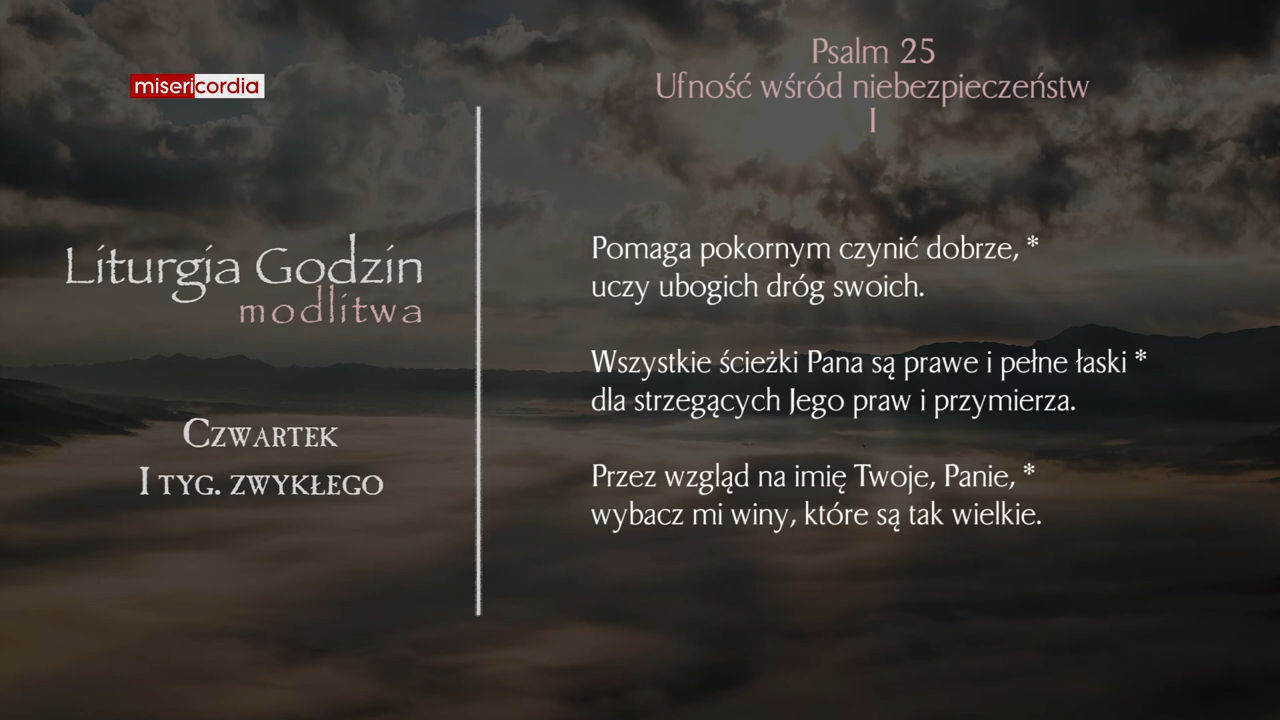 misericordia
Liturgia Godzin
modlitwa
Czwartek
I tyg. zwykłego
Psalm 25
Ufność wśród niebezpieczeństw
I
Pomaga pokornym czynić dobrze, *
uczy ubogich dróg swoich.
Wszystkie ścieżki Pana są prawe i pełne łaski *
dla strzegących Jego praw i przymierza.
Przez wzgląd na imię Twoje, Panie, *
wybacz mi winy, które są tak wielkie.